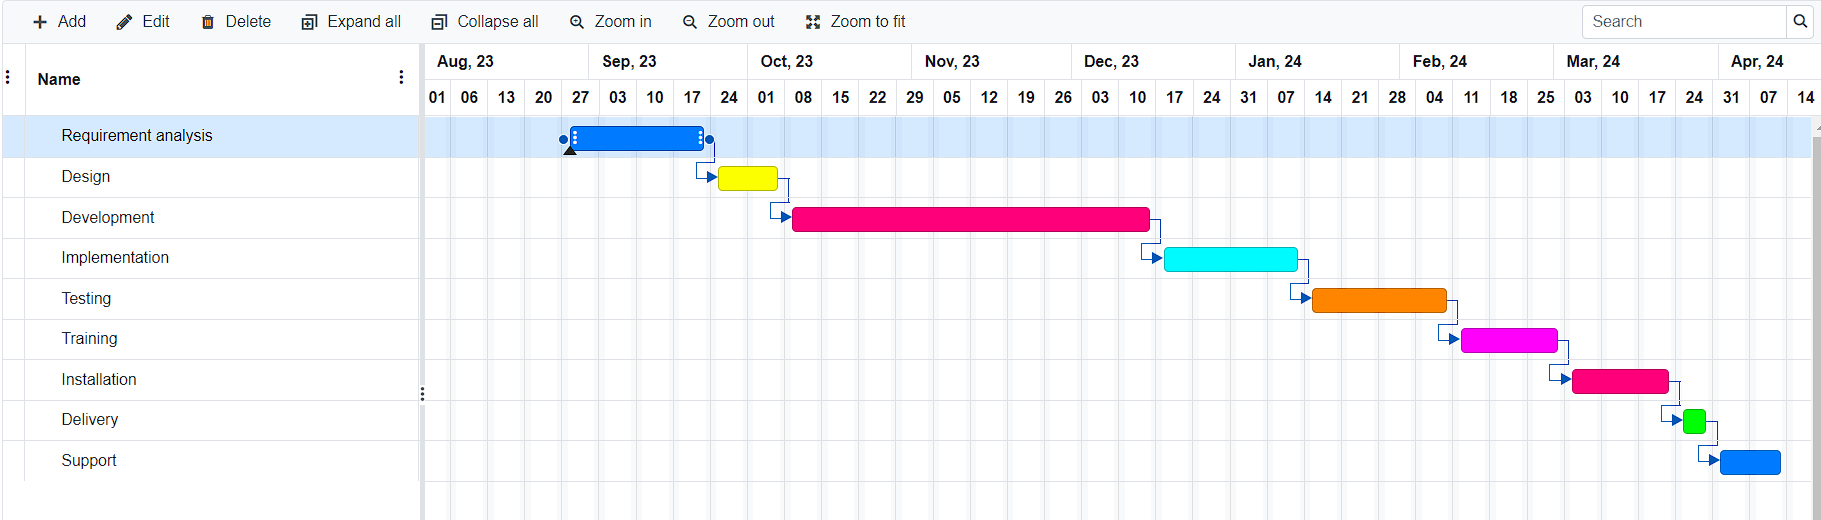 Add Edit Delete Expand all Collapse all Zoom in Zoom out Zoom to fit Search
Name
Aug, 23 Sep, 23 Oct, 23 Nov, 23 Dec, 23 Jan, 24 Feb, 24 Mar, 24 Apr, 24
01 06 13 20 27 03 10 17 24 01 08 15 22 29 05 12 19 26 03 10 17 24 31 07 14 21 28 04 11 18 25 03 10 17 24 31 07 14
Requirement analysis
Design
Development
Implementation
Testing
Training
Installation
Delivery
Support